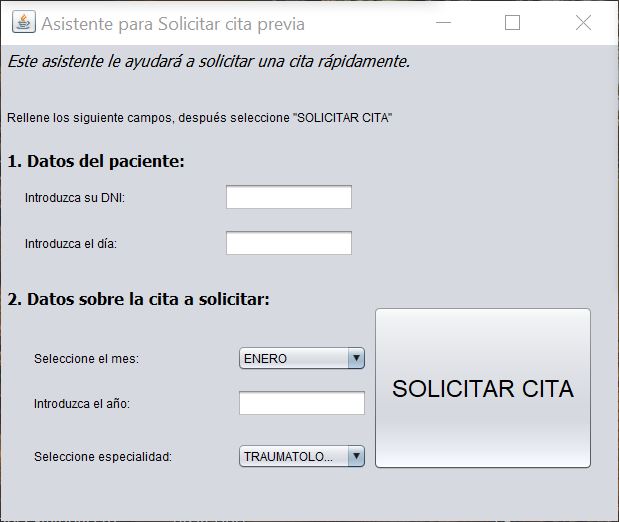 Asistente para Solicitar cita previa
Este asistente le ayudará a solicitar una cita rápidamente.
Rellene los siguiente campos, después seleccione "SOLICITAR CITA"
1. Datos del paciente:
Introduzca su DNI:
Introduzca el día:
2. Datos sobre la cita a solicitar:
Seleccione el mes: ENERO
Introduzca el año:
Seleccione especialidad: TRAUMATOLO...
SOLICITAR CITA